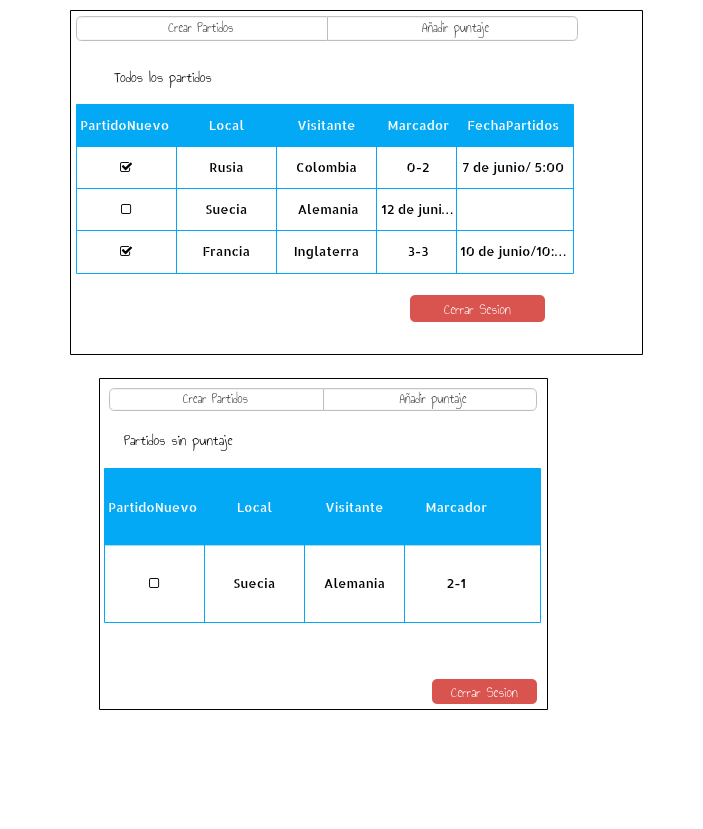 Crear Partidos Añadir puntaje
Todos los partidos
PartidoNuevo Local Visitante Marcador FechaPartidos
Rusia Colombia 0-2 7 de junio/ 5:00
Suecia Alemania 12 de juni...
Francia Inglaterra 3-3 10 de junio/10:...
Cerrar Sesion
Crear Partidos Añadir puntaje
Partidos sin puntaje
PartidoNuevo Local Visitante Marcador
Suecia Alemania 2-1
Cerrar Sesion